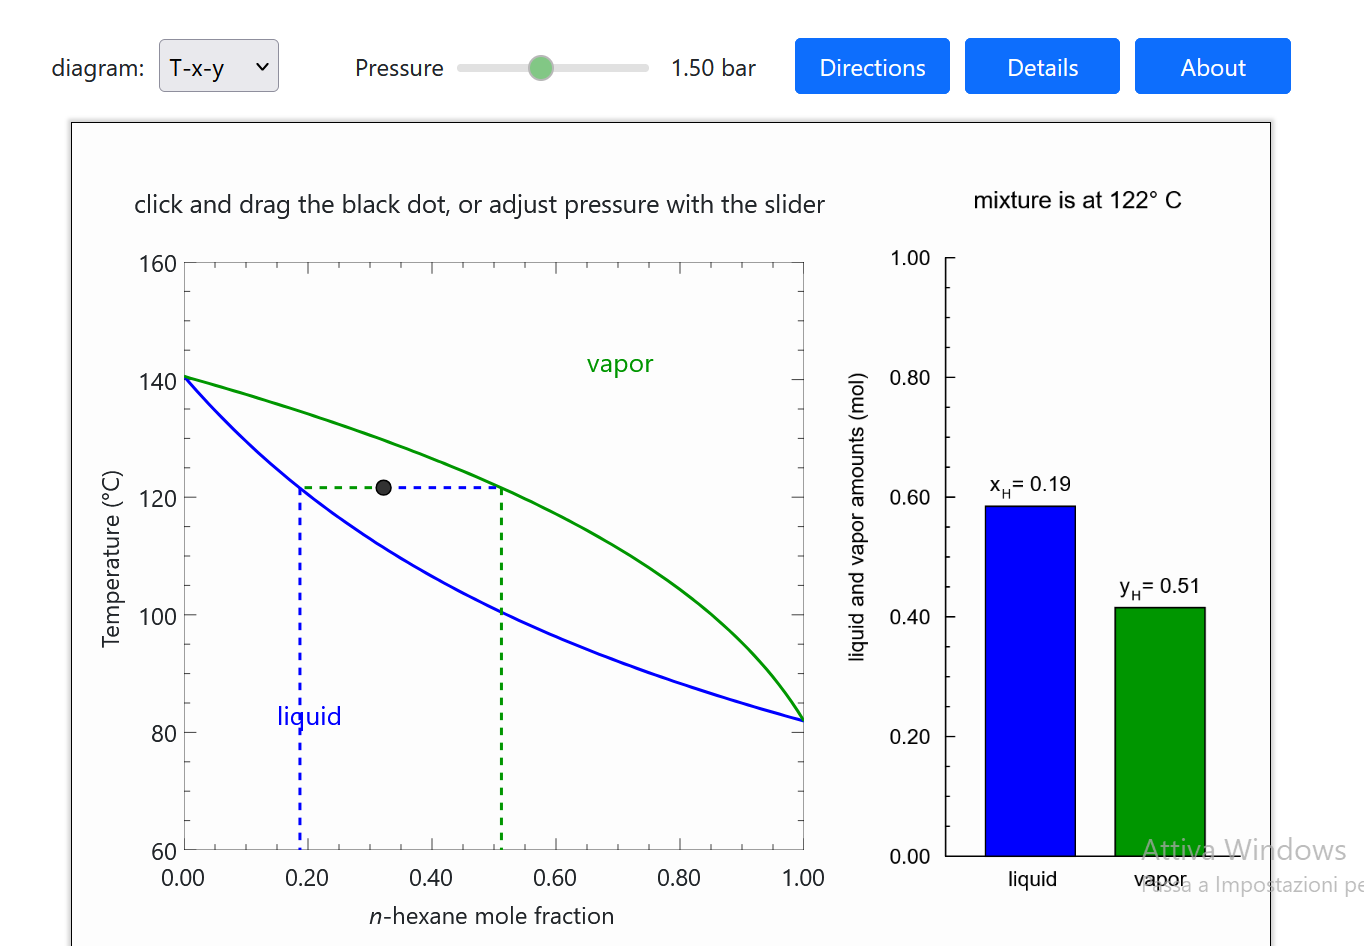 diagram: T-x-y Pressure 1.50 bar Directions Details About
click and drag the black dot, or adjust pressure with the slider
mixture is at 122° C
160
140
120
100
80
60
Temperature (°C)
vapor
liquid
0.00 0.20 0.40 0.60 0.80 1.00
n-hexane mole fraction
1.00
0.80
0.60
0.40
0.20
0.00
liquid and vapor amounts (mol)
xH= 0.19
yH= 0.51
liquid vapor
Attiva Windows
Passa a Impostazioni pe